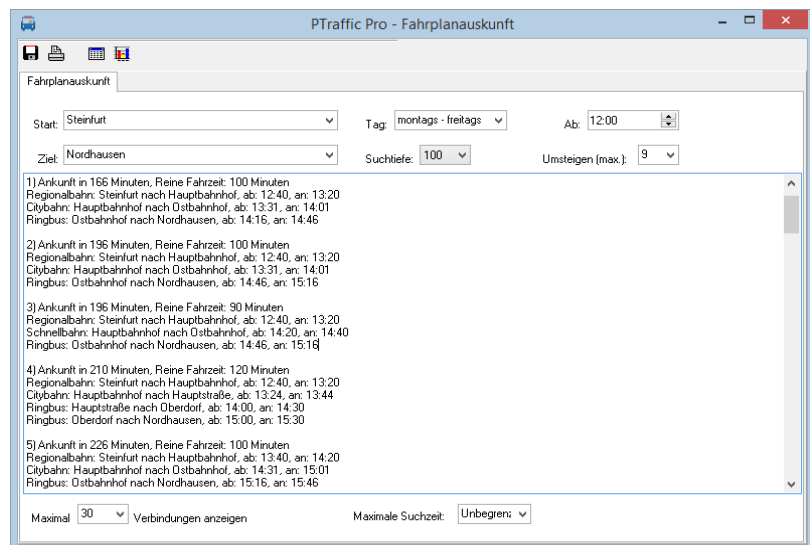 PTraffic Pro - Fahrplanauskunft
Fahrplanauskunft
Start: Steinfurt Tag: montags - freitags Ab: 12:00
Ziel: Nordhausen Suchtiefe: 100 Umsteigen (max.): 9
1) Ankunft in 166 Minuten, Reine Fahrzeit: 100 Minuten
Regionalbahn: Steinfurt nach Hauptbahnhof, ab: 12:40, an: 13:20
Citybahn: Hauptbahnhof nach Ostbahnhof, ab: 13:31, an: 14:01
Ringbus: Ostbahnhof nach Nordhausen, ab: 14:16, an: 14:46
2) Ankunft in 196 Minuten, Reine Fahrzeit: 100 Minuten
Regionalbahn: Steinfurt nach Hauptbahnhof, ab: 12:40, an: 13:20
Citybahn: Hauptbahnhof nach Ostbahnhof, ab: 13:31, an: 14:01
Ringbus: Ostbahnhof nach Nordhausen, ab: 14:46, an: 15:16
3) Ankunft in 196 Minuten, Reine Fahrzeit: 90 Minuten
Regionalbahn: Steinfurt nach Hauptbahnhof, ab: 12:40, an: 13:20
Schnellbahn: Hauptbahnhof nach Ostbahnhof, ab: 14:20, an: 14:40
Ringbus: Ostbahnhof nach Nordhausen, ab: 14:46, an: 15:16
4) Ankunft in 210 Minuten, Reine Fahrzeit: 120 Minuten
Regionalbahn: Steinfurt nach Hauptbahnhof, ab: 12:40, an: 13:20
Citybahn: Hauptbahnhof nach Hauptstraße, ab: 13:24, an: 13:44
Ringbus: Hauptstraße nach Oberdorf, ab: 14:00, an: 14:30
Ringbus: Oberdorf nach Nordhausen, ab: 15:00, an: 15:30
5) Ankunft in 226 Minuten, Reine Fahrzeit: 100 Minuten
Regionalbahn: Steinfurt nach Hauptbahnhof, ab: 13:40, an: 14:20
Citybahn: Hauptbahnhof nach Ostbahnhof, ab: 14:31, an: 15:01
Ringbus: Ostbahnhof nach Nordhausen, ab: 15:16, an: 15:46
Maximal 30 Verbindungen anzeigen Maximale Suchzeit: Unbegrenz